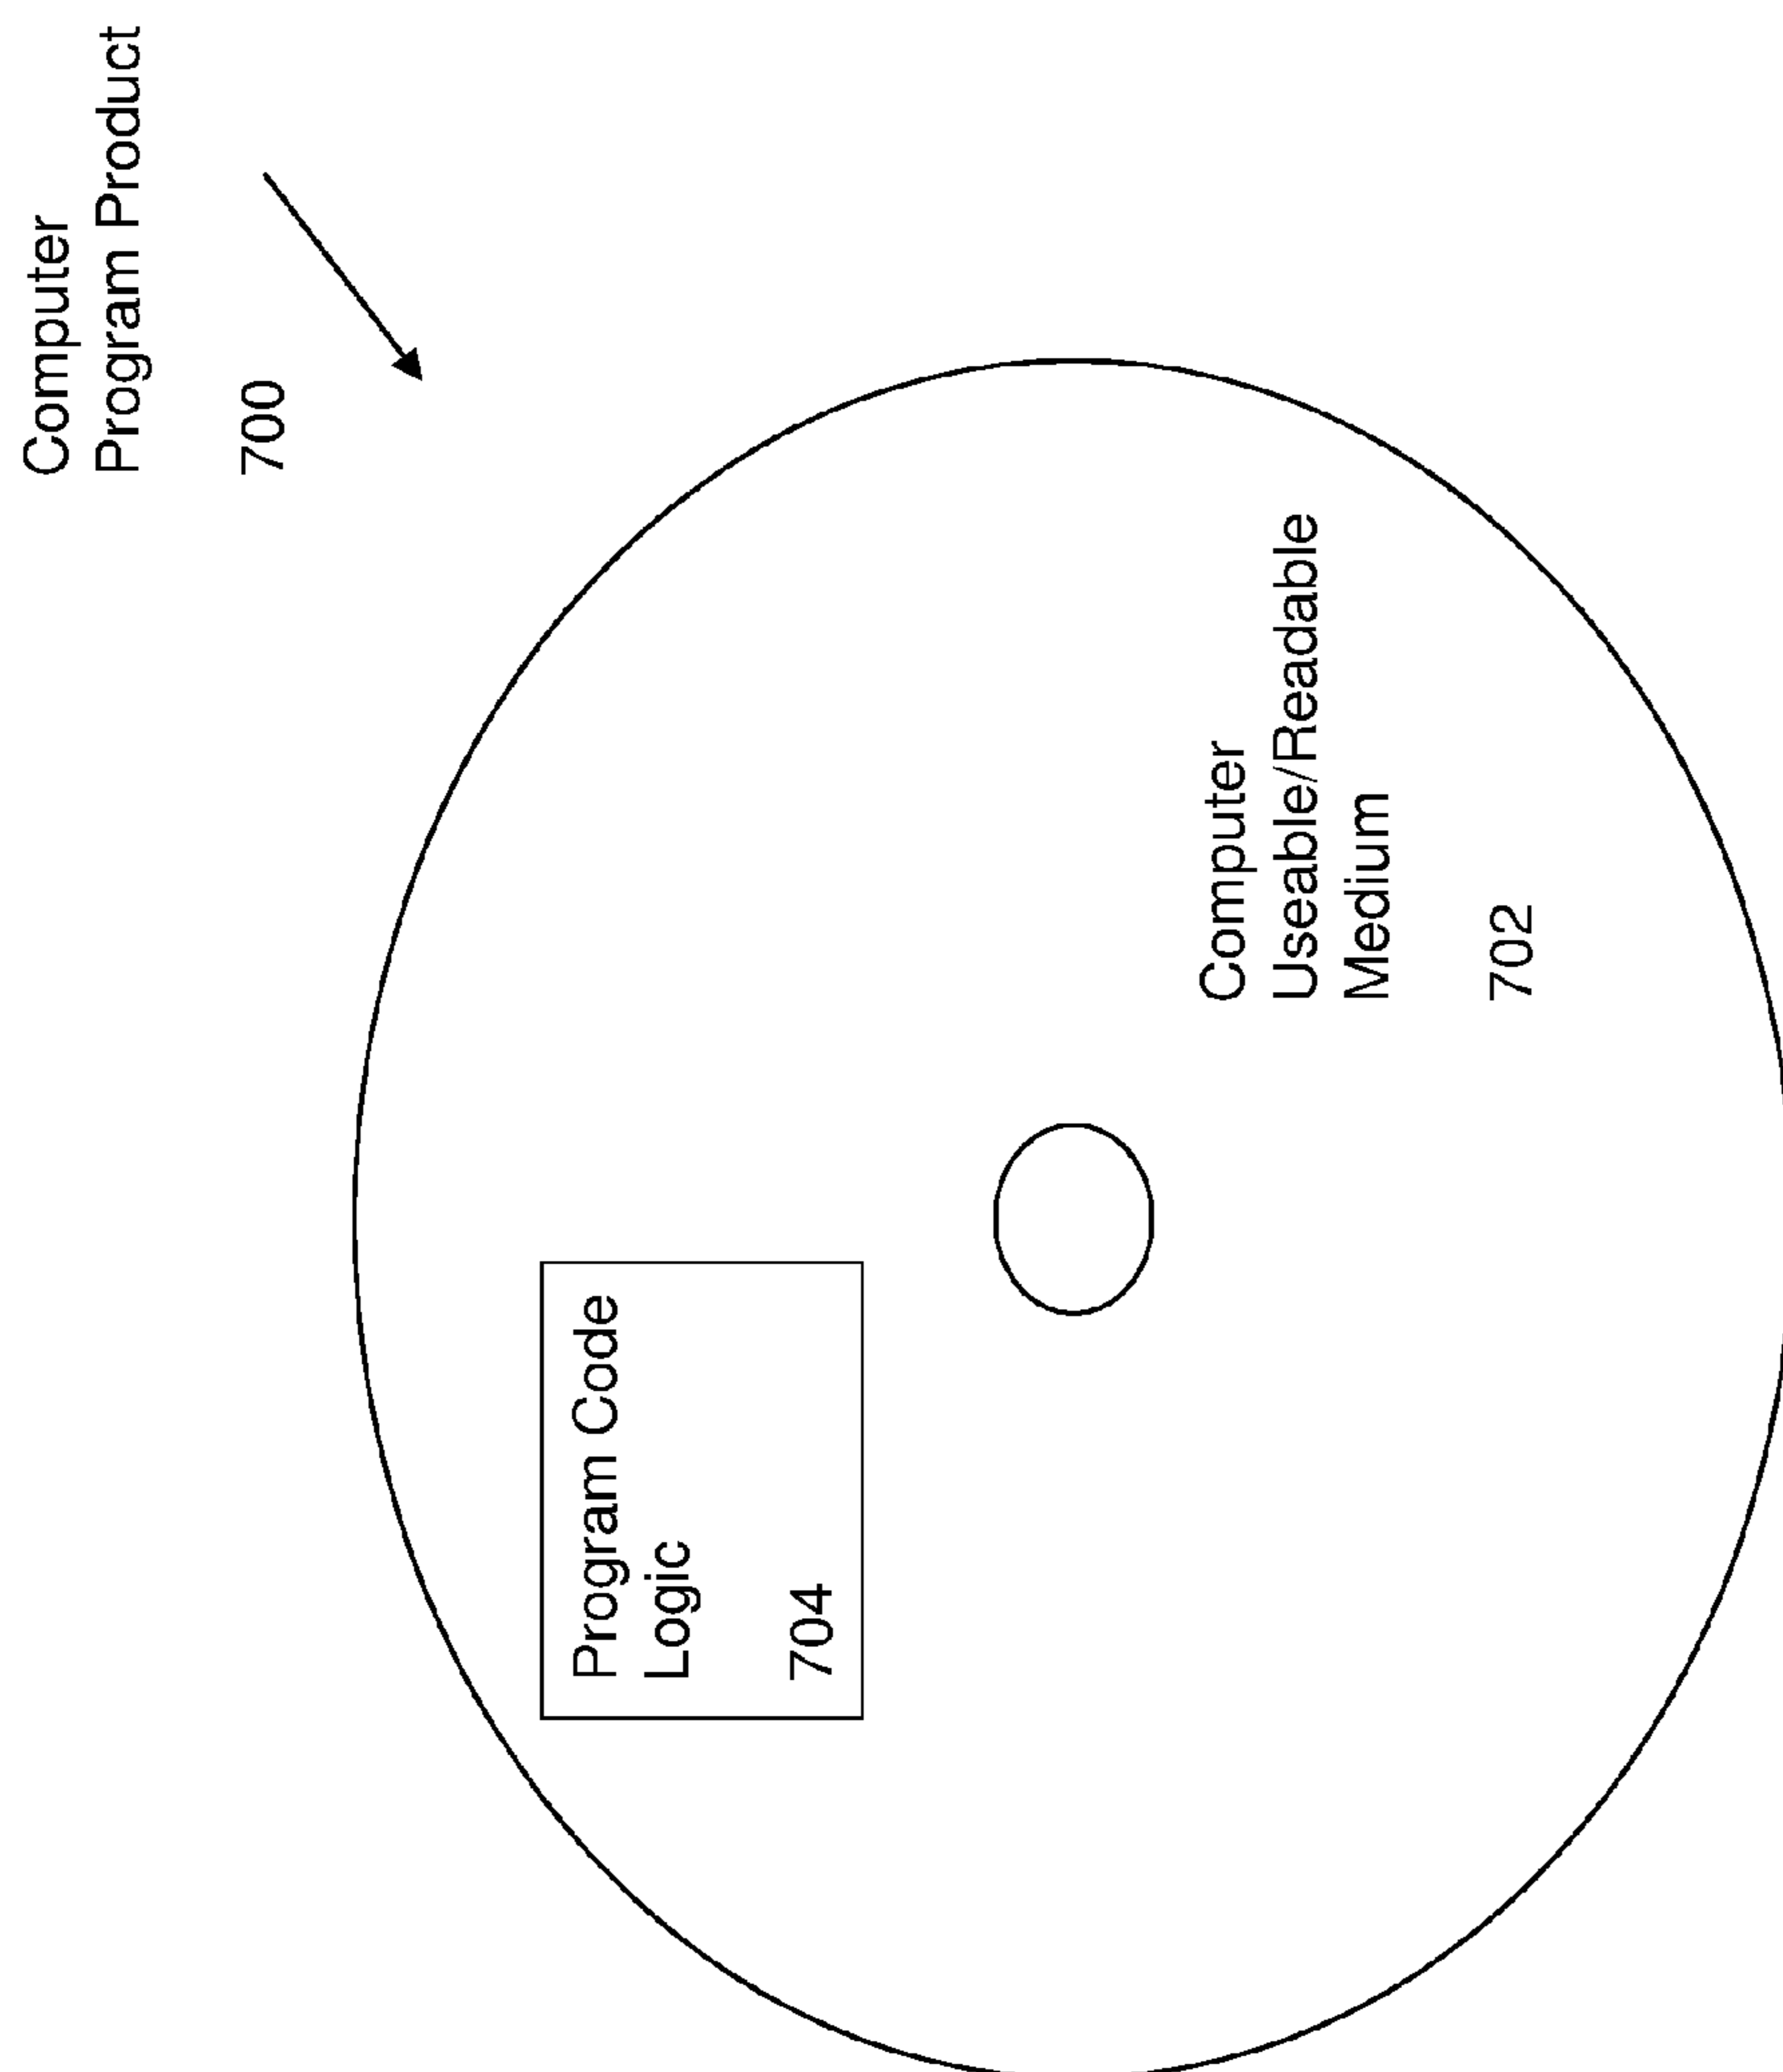 Computer
Program Product
700
Program Code
Logic
704
Computer
Useable/Readable
Medium
702